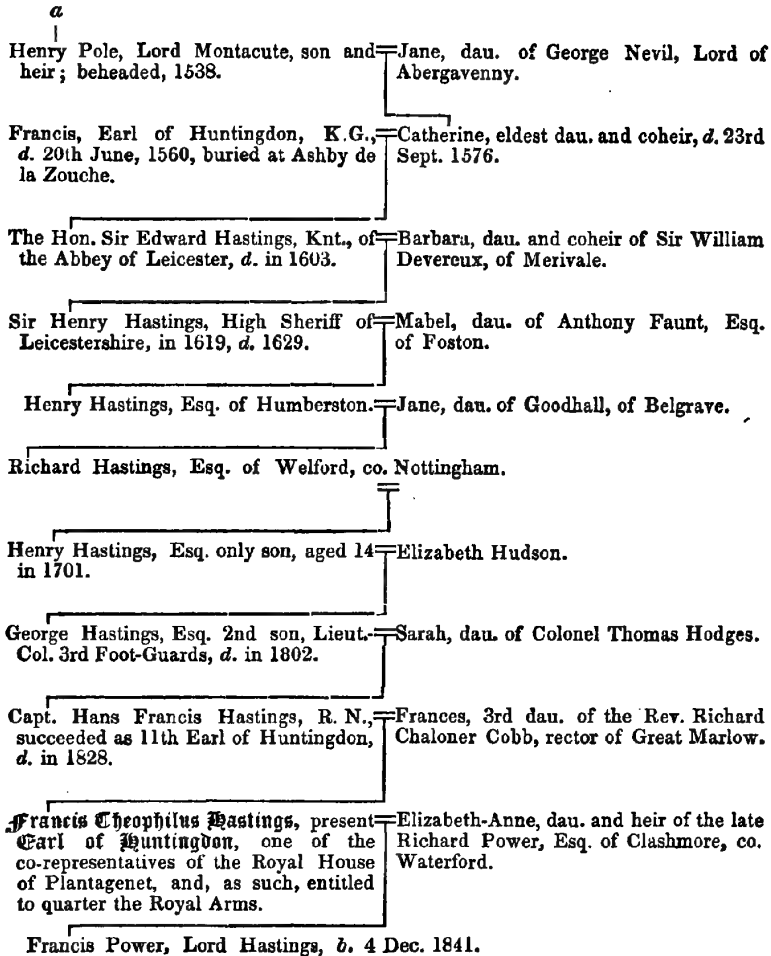 a
Henry Pole, Lord Montacute, son and heir; beheaded, 1538.
Jane, dau. of George Nevil, Lord of Abergavenny.
Francis, Earl of Huntingdon, K.G., d. 20th June, 1560, buried at Ashby de la Zouche.
Catherine, eldest dau. and coheir, d. 23rd Sept. 1576.
The Hon. Sir Edward Hastings, Knt., of the Abbey of Leicester, d. in 1603.
Barbara, dau. and coheir of Sir William Devereux, of Merivale.
Sir Henry Hastings, High Sheriff of Leicestershire, in 1619, d. 1629.
Mabel, dau. of Anthony Faunt, Esq. of Foston.
Henry Hastings, Esq. of Humberston.
Jane, dau. of Goodhall, of Belgrave.
Richard Hastings, Esq. of Welford, co. Nottingham.
Henry Hastings, Esq. only son, aged 14 in 1701.
Elizabeth Hudson.
George Hastings, Esq. 2nd son, Lieut.-Col. 3rd Foot-Guards, d. in 1802.
Sarah, dau. of Colonel Thomas Hodges.
Capt. Hans Francis Hastings, R. N., succeeded as 11th Earl of Huntingdon, d. in 1828.
Frances, 3rd dau. of the Rev. Richard Chaloner Cobb, rector of Great Marlow.
Francis Theophilus Hastings, present Earl of Huntingdon, one of the co-representatives of the Royal House of Plantagenet, and, as such, entitled to quarter the Royal Arms.
Elizabeth-Anne, dau. and heir of the late Richard Power, Esq. of Clashmore, co. Waterford.
Francis Power, Lord Hastings, b. 4 Dec. 1841.